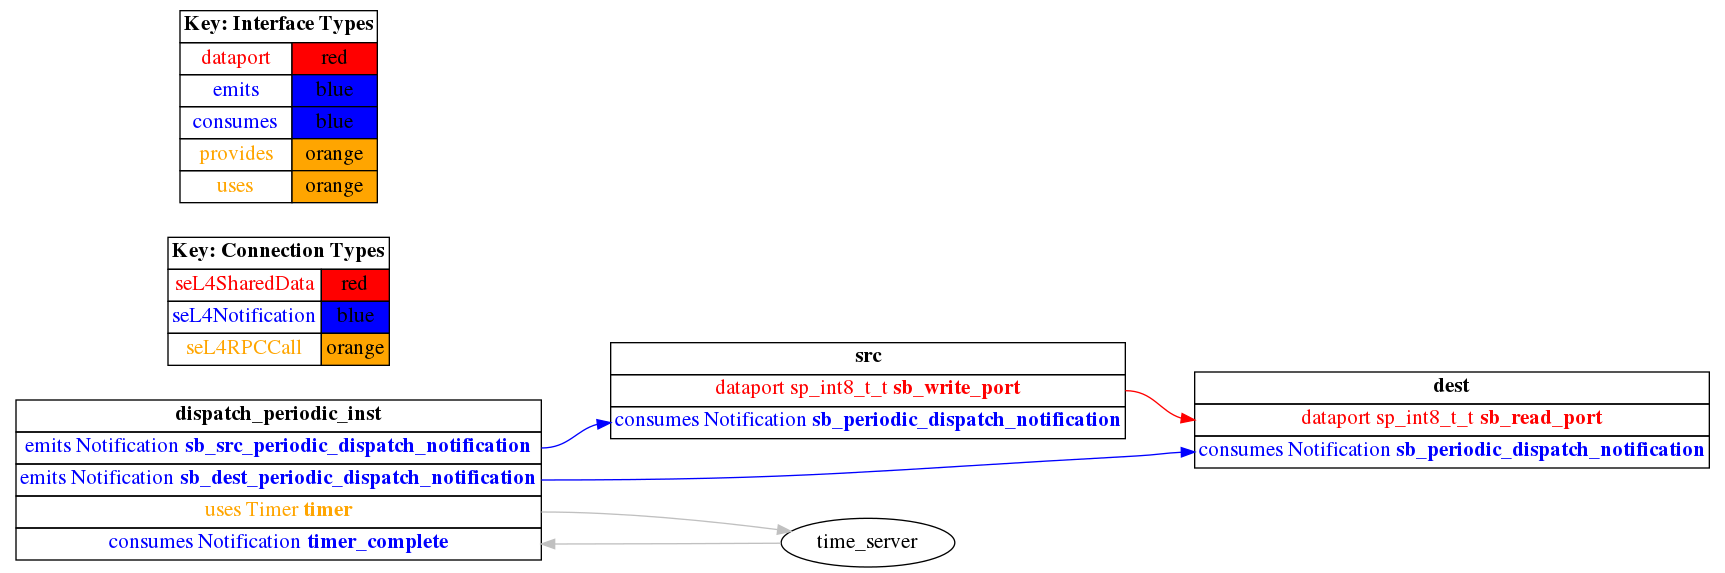 Key: Interface Types
dataport red
emits blue
consumes blue
provides orange
uses orange
Key: Connection Types
seL4SharedData red
seL4Notification blue
seL4RPCCall orange
dispatch_periodic_inst
emits Notification sb_src_periodic_dispatch_notification
emits Notification sb_dest_periodic_dispatch_notification
uses Timer timer
consumes Notification timer_complete
src
dataport sp_int8_t_t sb_write_port
consumes Notification sb_periodic_dispatch_notification
time_server
dest
dataport sp_int8_t_t sb_read_port
consumes Notification sb_periodic_dispatch_notification